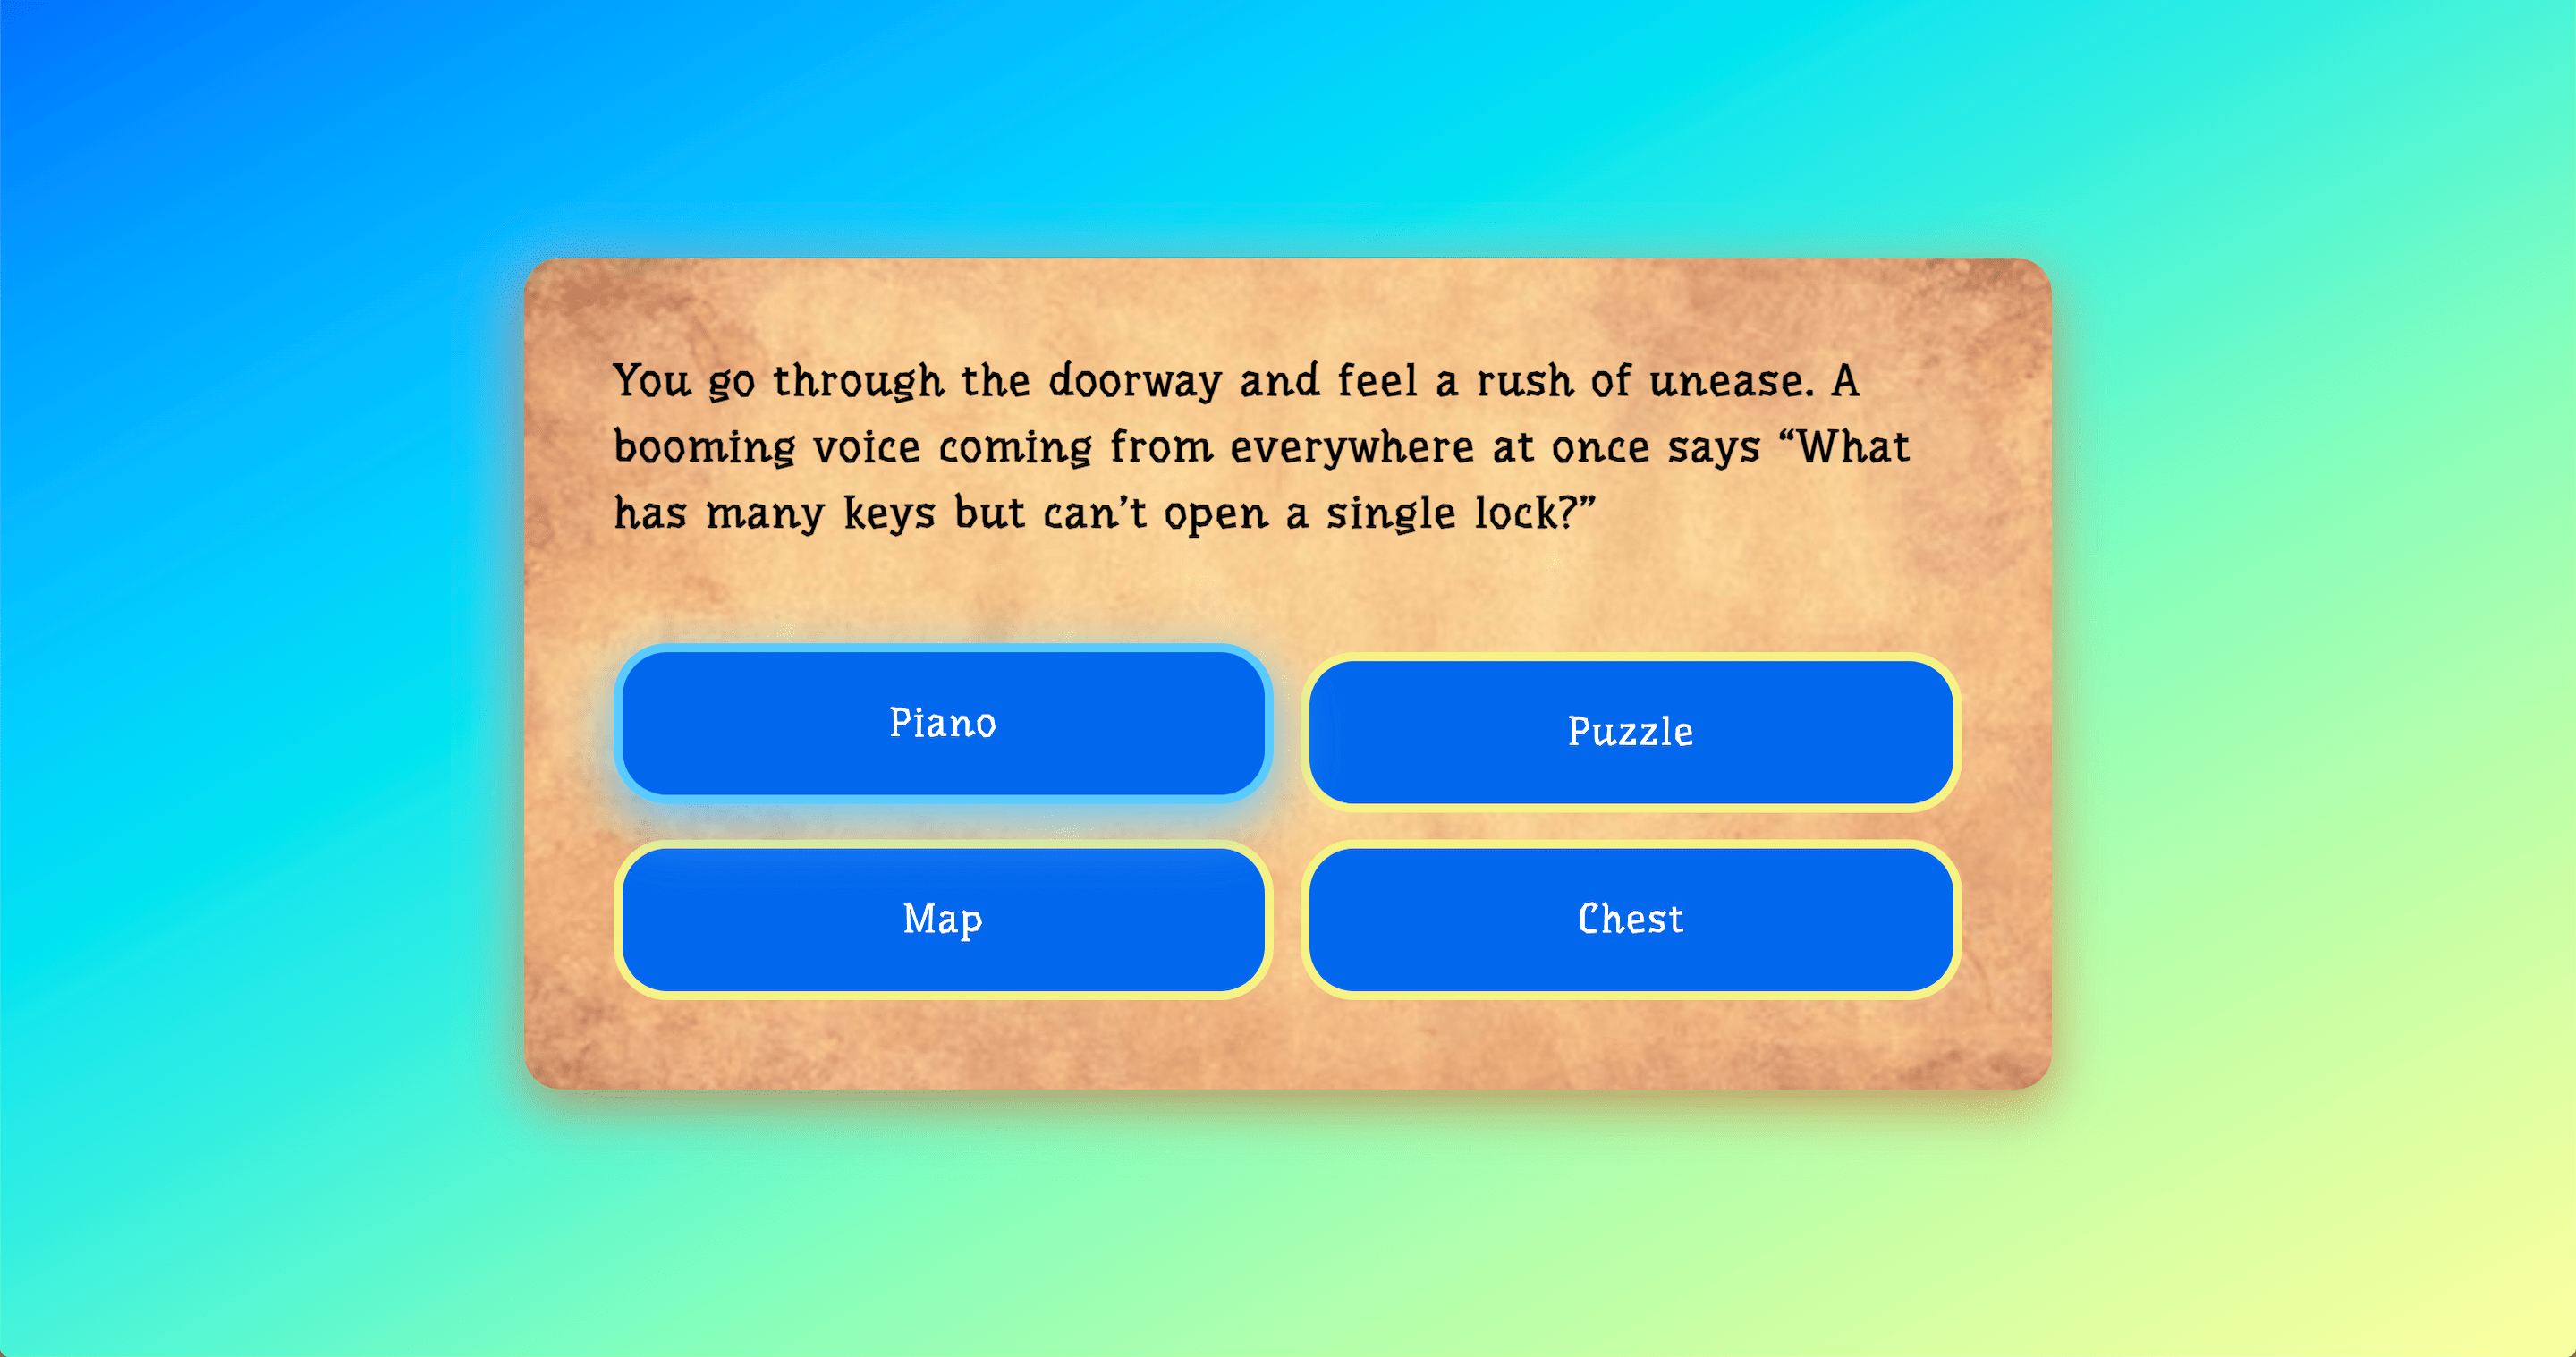 You go through the doorway and feel a rush of unease. A
booming voice coming from everywhere at once says “What
has many keys but can’t open a single lock?”
Piano
Puzzle
Map
Chest